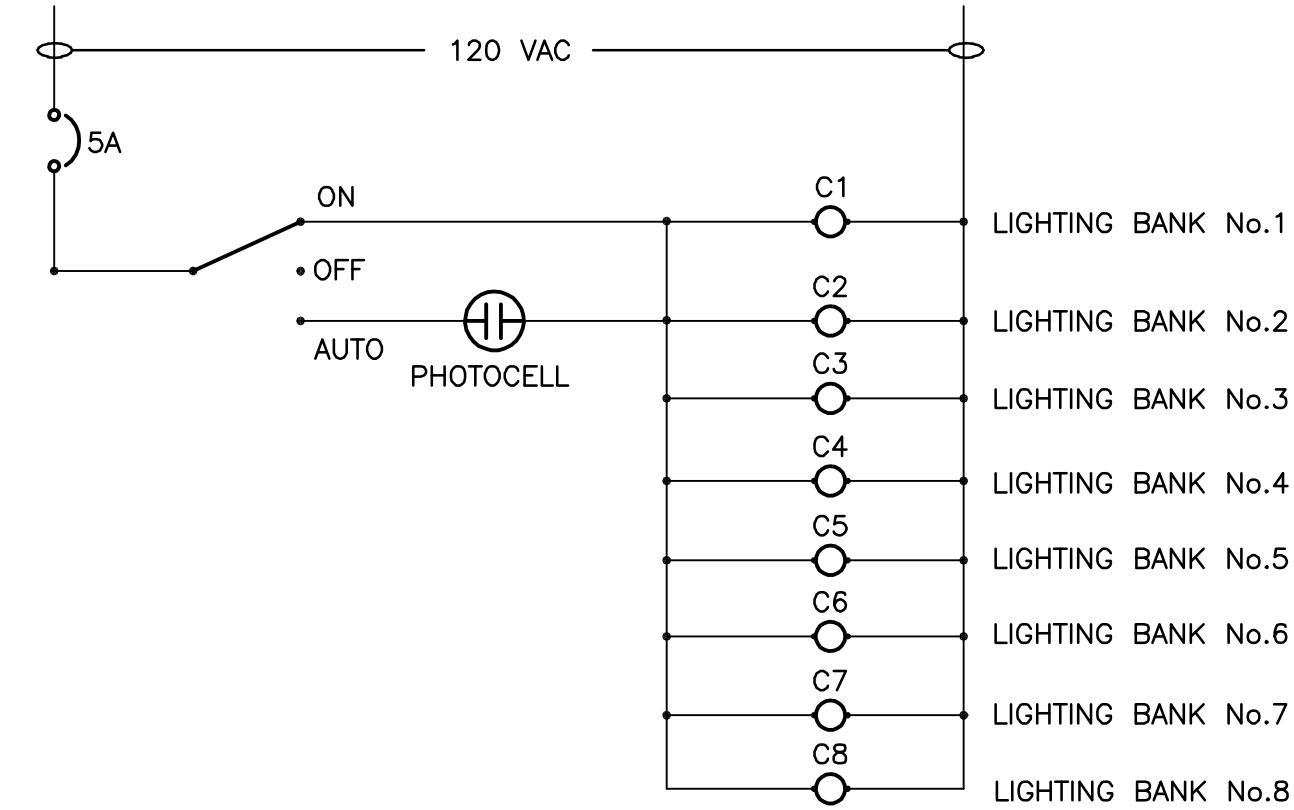 120 VAC
5A
ON
C1
LIGHTING BANK No.1
OFF
C2
LIGHTING BANK No.2
AUTO
PHOTOCELL
C3
LIGHTING BANK No.3
C4
LIGHTING BANK No.4
C5
LIGHTING BANK No.5
C6
LIGHTING BANK No.6
C7
LIGHTING BANK No.7
C8
LIGHTING BANK No.8